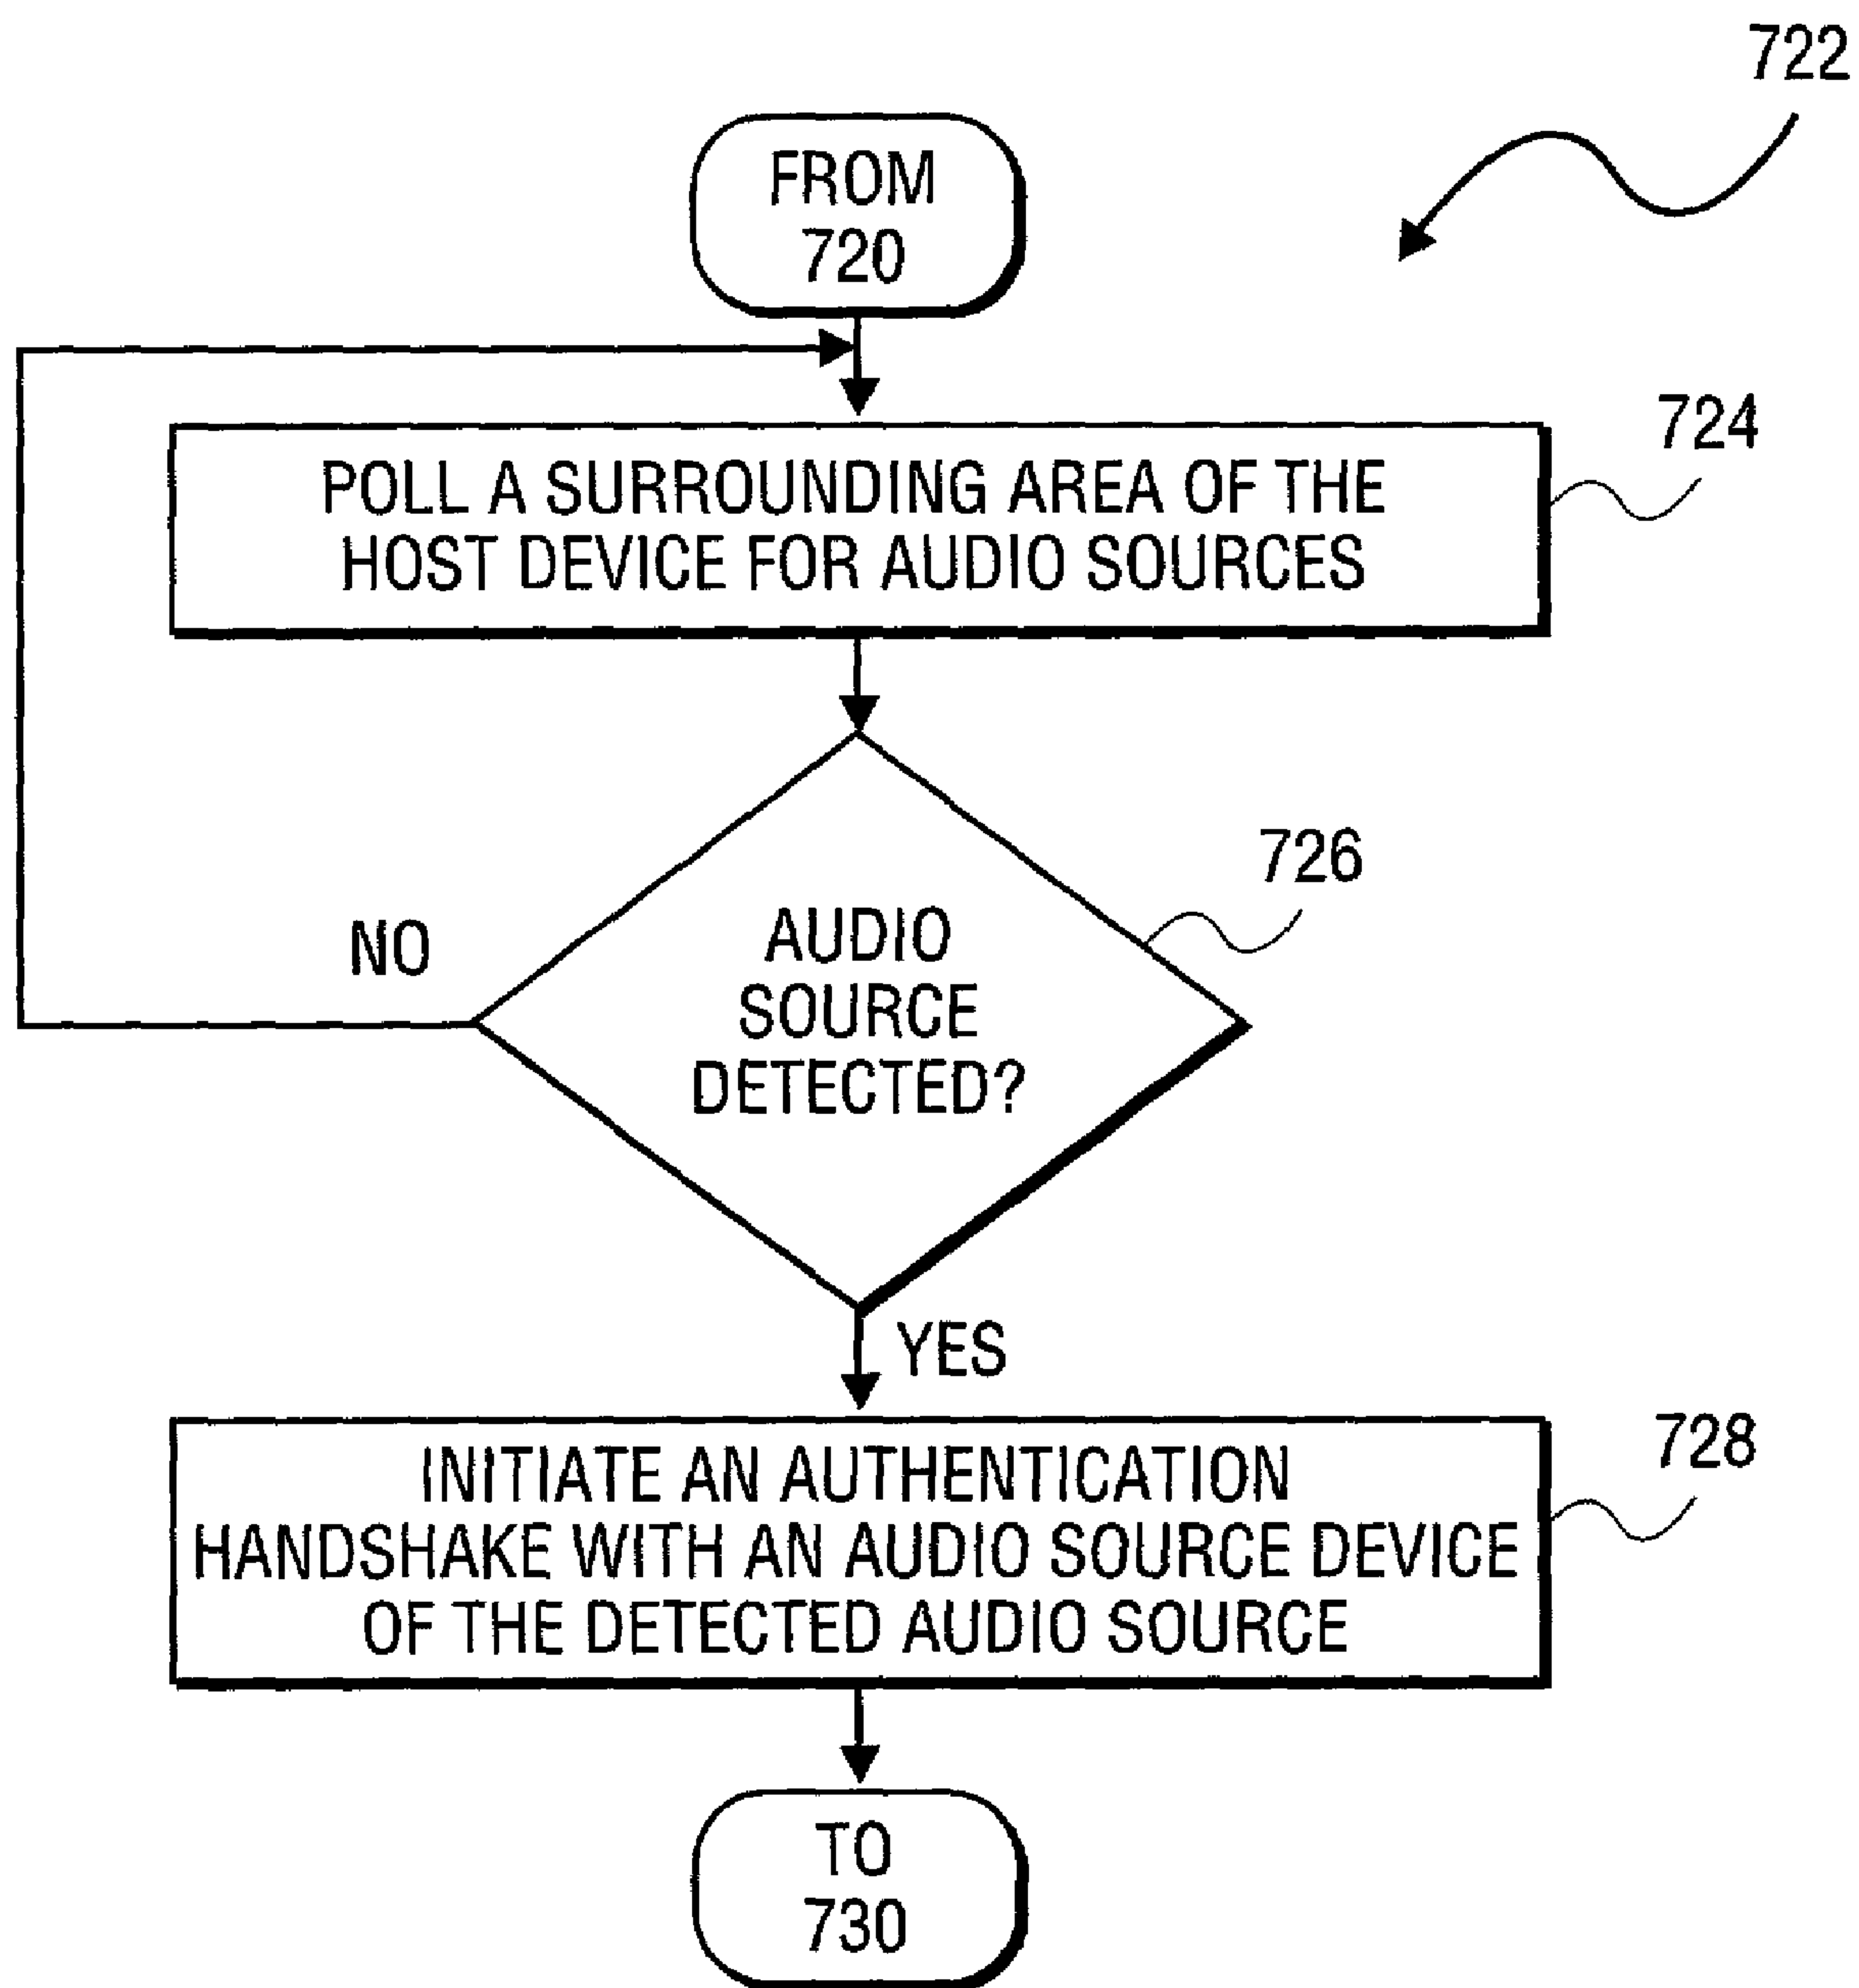 722
FROM
720
724
POLL A SURROUNDING AREA OF THE
HOST DEVICE FOR AUDIO SOURCES
726
NO
AUDIO
SOURCE
DETECTED?
YES
728
INITIATE AN AUTHENTICATION
HANDSHAKE WITH AN AUDIO SOURCE DEVICE
OF THE DETECTED AUDIO SOURCE
TO
730